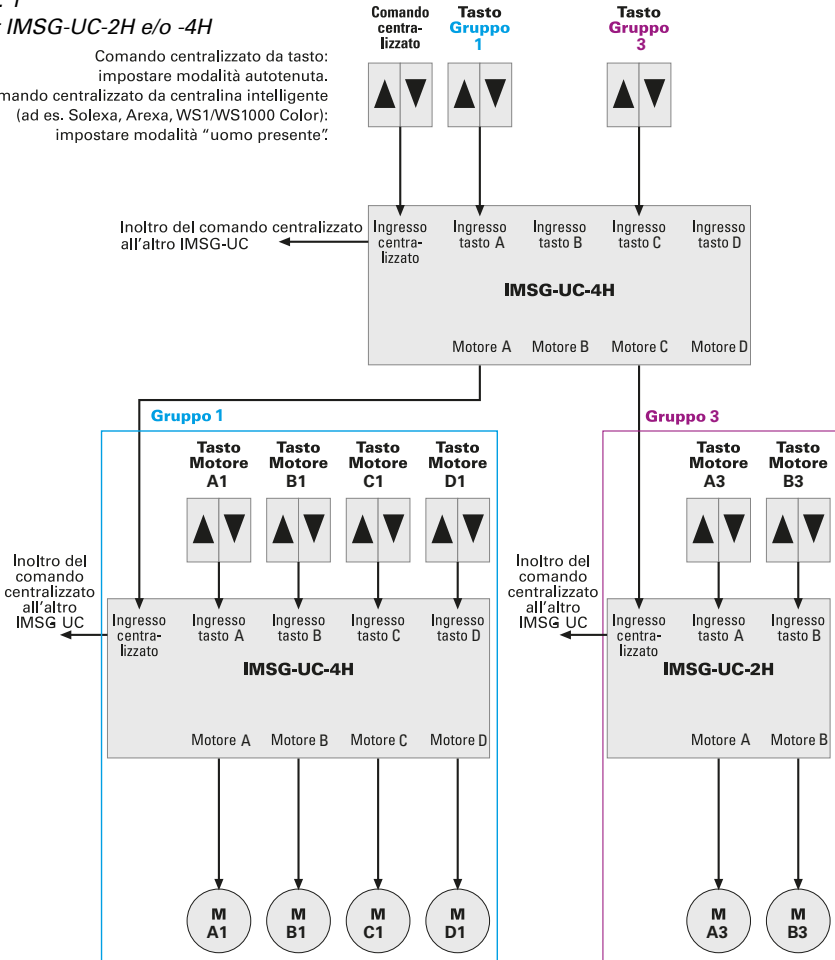 IMSG-UC-2H e/o -4H
Comando centralizzato da tasto:
impostare modalità autotenuta.
mando centralizzato da centralina intelligente
(ad es. Solexa, Arexa, WS1/WS1000 Color):
impostare modalità “uomo presente”.
Comando
centra-
lizzato
Tasto
Gruppo
1
Tasto
Gruppo
3
Inoltro del comando centralizzato
all'altro IMSG-UC
Ingresso
centra-
lizzato
Ingresso
tasto A
Ingresso
tasto B
Ingresso
tasto C
Ingresso
tasto D
IMSG-UC-4H
Motore A
Motore B
Motore C
Motore D
Gruppo 1
Tasto
Motore
A1
Tasto
Motore
B1
Tasto
Motore
C1
Tasto
Motore
D1
Inoltro del
comando
centralizzato
all'altro
IMSG UC
Ingresso
centra-
lizzato
Ingresso
tasto A
Ingresso
tasto B
Ingresso
tasto C
Ingresso
tasto D
IMSG-UC-4H
Motore A
Motore B
Motore C
Motore D
M
A1
M
B1
M
C1
M
D1
Gruppo 3
Tasto
Motore
A3
Tasto
Motore
B3
Inoltro del
comando
centralizzato
all'altro
IMSG UC
Ingresso
centra-
lizzato
Ingresso
tasto A
Ingresso
tasto B
IMSG-UC-2H
Motore A
Motore B
M
A3
M
B3